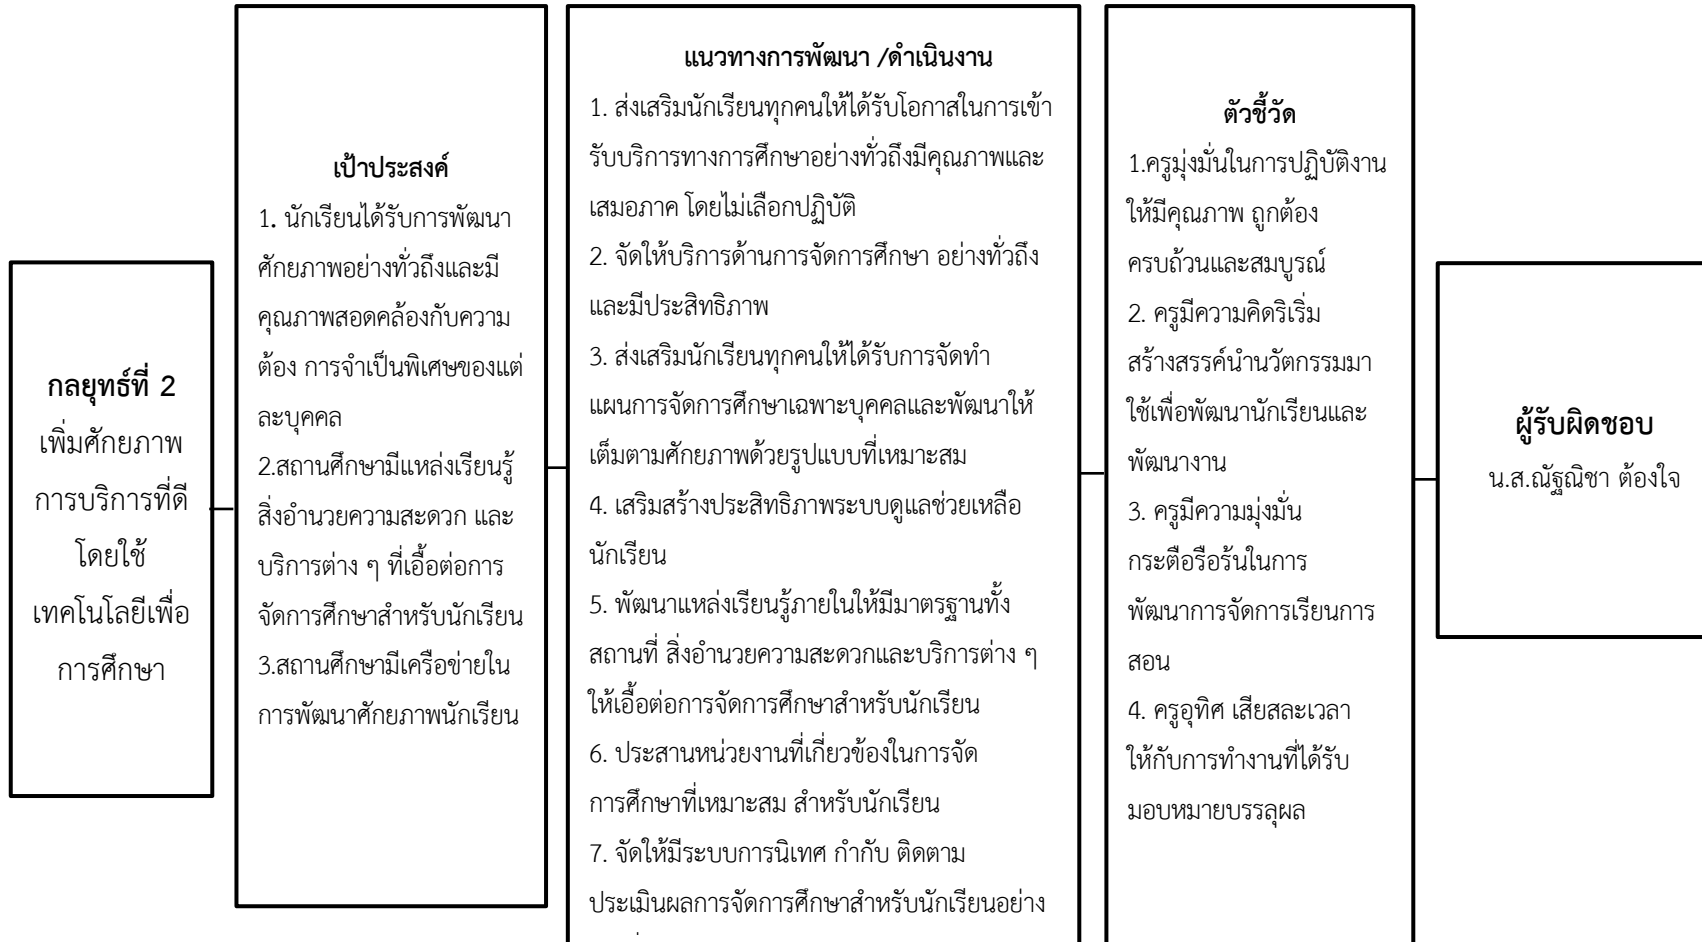 กลยุทธ์ที่ 2
เพิ่มศักยภาพ
การบริการที่ดี
โดยใช้
เทคโนโลยีเพื่อ
การศึกษา
เป้าประสงค์
1. นักเรียนได้รับการพัฒนา
ศักยภาพอย่างทั่วถึงและมี
คุณภาพสอดคล้องกับความ
ต้อง การจำเป็นพิเศษของแต่
ละบุคคล
2.สถานศึกษามีแหล่งเรียนรู้
สิ่งอำนวยความสะดวก และ
บริการต่าง ๆ ที่เอื้อต่อการ
จัดการศึกษาสำหรับนักเรียน
3.สถานศึกษามีเครือข่ายใน
การพัฒนาศักยภาพนักเรียน
แนวทางการพัฒนา /ดำเนินงาน
1. ส่งเสริมนักเรียนทุกคนให้ได้รับโอกาสในการเข้า
รับบริการทางการศึกษาอย่างทั่วถึงมีคุณภาพและ
เสมอภาค โดยไม่เลือกปฏิบัติ
2. จัดให้บริการด้านการจัดการศึกษา อย่างทั่วถึง
และมีประสิทธิภาพ
3. ส่งเสริมนักเรียนทุกคนให้ได้รับการจัดทำ
แผนการจัดการศึกษาเฉพาะบุคคลและพัฒนาให้
เต็มตามศักยภาพด้วยรูปแบบที่เหมาะสม
4. เสริมสร้างประสิทธิภาพระบบดูแลช่วยเหลือ
นักเรียน
5. พัฒนาแหล่งเรียนรู้ภายในให้มีมาตรฐานทั้ง
สถานที่ สิ่งอำนวยความสะดวกและบริการต่าง ๆ
ให้เอื้อต่อการจัดการศึกษาสำหรับนักเรียน
6. ประสานหน่วยงานที่เกี่ยวข้องในการจัด
การศึกษาที่เหมาะสม สำหรับนักเรียน
7. จัดให้มีระบบการนิเทศ กำกับ ติดตาม
ประเมินผลการจัดการศึกษาสำหรับนักเรียนอย่าง
ตัวชี้วัด
1.ครูมุ่งมั่นในการปฏิบัติงาน
ให้มีคุณภาพ ถูกต้อง
ครบถ้วนและสมบูรณ์
2. ครูมีความคิดริเริ่ม
สร้างสรรค์นำนวัตกรรมมา
ใช้เพื่อพัฒนานักเรียนและ
พัฒนางาน
3. ครูมีความมุ่งมั่น
กระตือรือร้นในการ
พัฒนาการจัดการเรียนการ
สอน
4. ครูอุทิศ เสียสละเวลา
ให้กับการทำงานที่ได้รับ
มอบหมายบรรลุผล
ผู้รับผิดชอบ
น.ส.ณัฐณิชา ต้องใจ